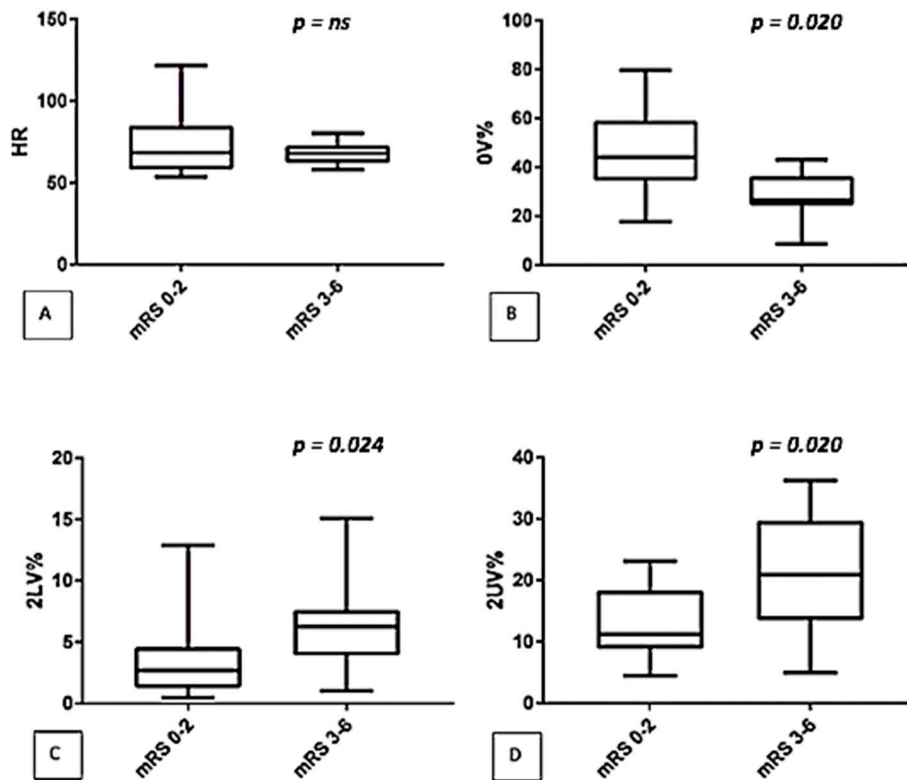 p = ns
150
100
50
0
HR
mRS 0-2
mRS 3-6
A
p = 0.020
100
80
60
40
20
0
0V%
mRS 0-2
mRS 3-6
B
p = 0.024
20
15
10
5
0
2LV%
mRS 0-2
mRS 3-6
C
p = 0.020
40
30
20
10
0
2UV%
mRS 0-2
mRS 3-6
D